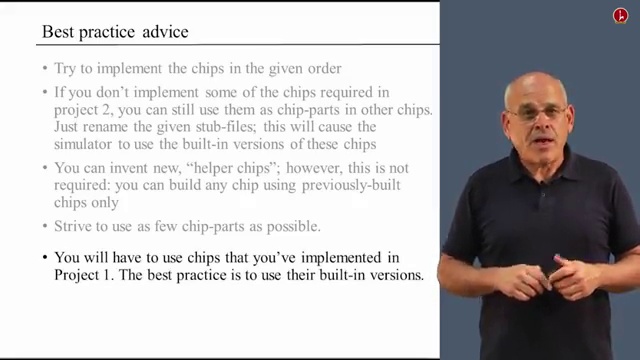 Best practice advice
• Try to implement the chips in the given order
• If you don't implement some of the chips required in
project 2, you can still use them as chip-parts in other chips.
Just rename the given stub-files; this will cause the
simulator to use the built-in versions of these chips
• You can invent new, “helper chips”; however, this is not
required: you can build any chip using previously-built
chips only
• Strive to use as few chip-parts as possible.
• You will have to use chips that you've implemented in
Project 1. The best practice is to use their built-in versions.